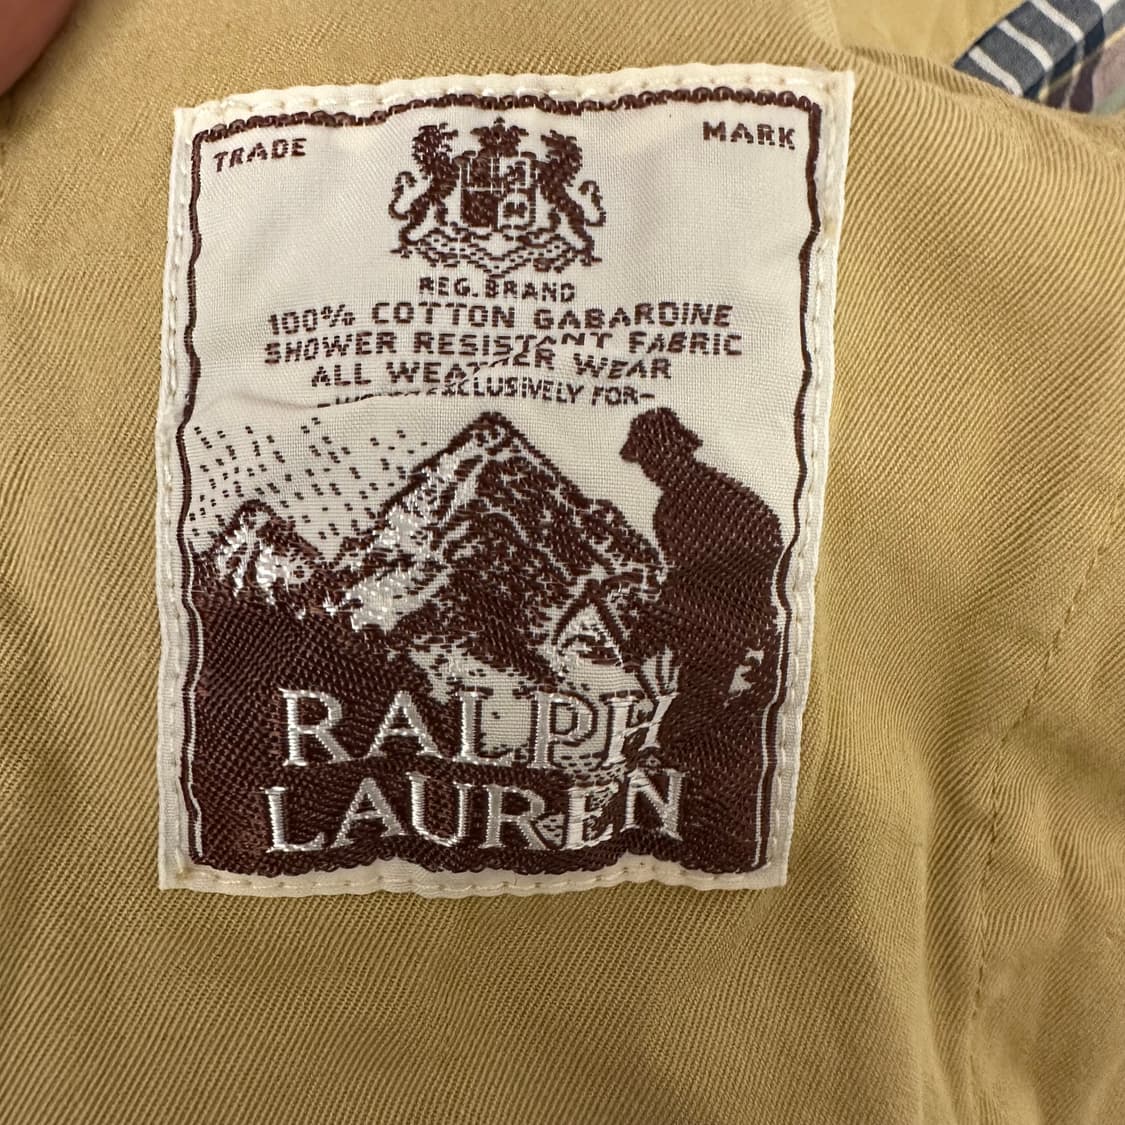 TRADE MARK
REG. BRAND
100% COTTON GABARDINE
SHOWER RESISTANT FABRIC
ALL WEATHER WEAR
EXCLUSIVELY FOR-
RALPH
LAUREN